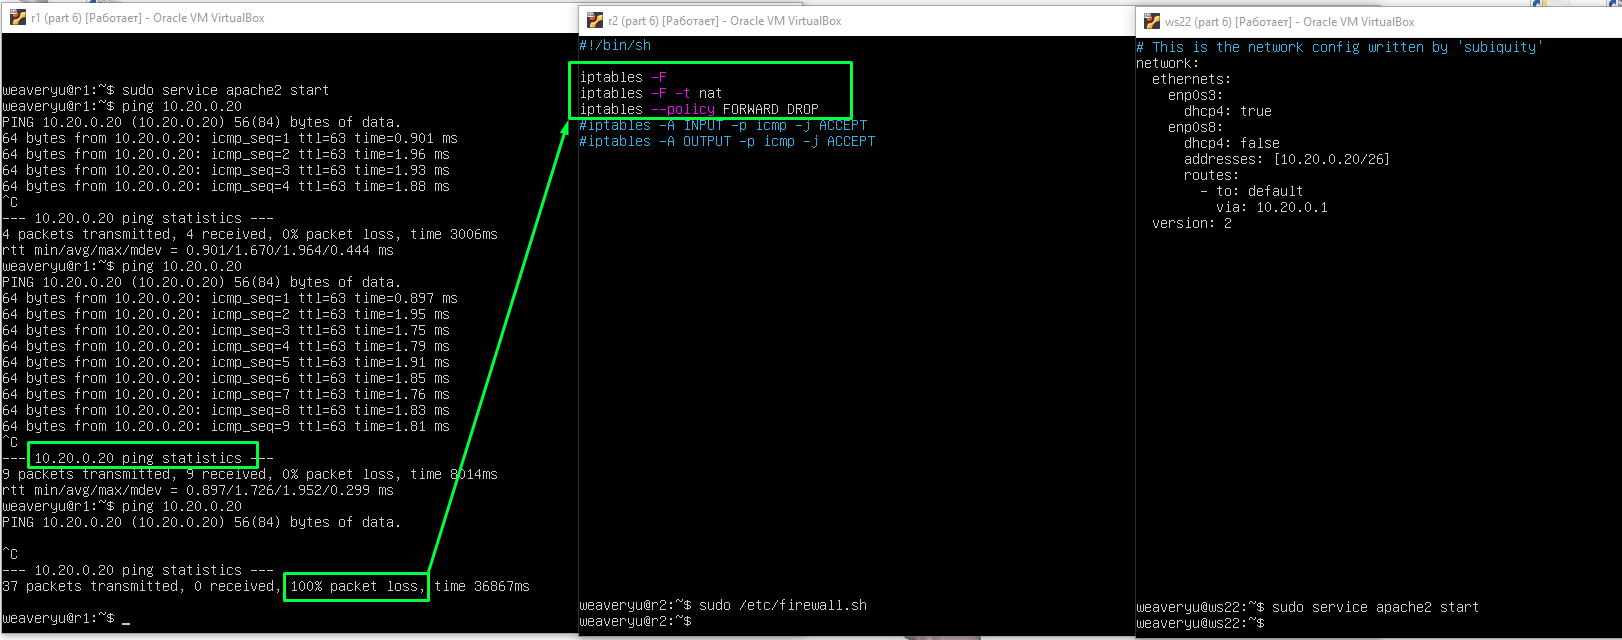 r1 (part 6) [Работает] - Oracle VM VirtualBox
weaveryu@r1:~$ sudo service apache2 start
weaveryu@r1:~$ ping 10.20.0.20
PING 10.20.0.20 (10.20.0.20) 56(84) bytes of data.
64 bytes from 10.20.0.20: icmp_seq=1 ttl=63 time=0.901 ms
64 bytes from 10.20.0.20: icmp_seq=2 ttl=63 time=1.96 ms
64 bytes from 10.20.0.20: icmp_seq=3 ttl=63 time=1.93 ms
64 bytes from 10.20.0.20: icmp_seq=4 ttl=63 time=1.88 ms
^C
--- 10.20.0.20 ping statistics ---
4 packets transmitted, 4 received, 0% packet loss, time 3006ms
rtt min/avg/max/mdev = 0.901/1.670/1.964/0.444 ms
weaveryu@r1:~$ ping 10.20.0.20
PING 10.20.0.20 (10.20.0.20) 56(84) bytes of data.
64 bytes from 10.20.0.20: icmp_seq=1 ttl=63 time=0.897 ms
64 bytes from 10.20.0.20: icmp_seq=2 ttl=63 time=1.95 ms
64 bytes from 10.20.0.20: icmp_seq=3 ttl=63 time=1.75 ms
64 bytes from 10.20.0.20: icmp_seq=4 ttl=63 time=1.79 ms
64 bytes from 10.20.0.20: icmp_seq=5 ttl=63 time=1.91 ms
64 bytes from 10.20.0.20: icmp_seq=6 ttl=63 time=1.85 ms
64 bytes from 10.20.0.20: icmp_seq=7 ttl=63 time=1.76 ms
64 bytes from 10.20.0.20: icmp_seq=8 ttl=63 time=1.83 ms
64 bytes from 10.20.0.20: icmp_seq=9 ttl=63 time=1.81 ms
^C
--- 10.20.0.20 ping statistics ---
9 packets transmitted, 9 received, 0% packet loss, time 8014ms
rtt min/avg/max/mdev = 0.897/1.726/1.952/0.299 ms
weaveryu@r1:~$ ping 10.20.0.20
PING 10.20.0.20 (10.20.0.20) 56(84) bytes of data.
^C
--- 10.20.0.20 ping statistics ---
37 packets transmitted, 0 received, 100% packet loss, time 36867ms
weaveryu@r1:~$ _
r2 (part 6) [Работает] - Oracle VM VirtualBox
#!/bin/sh
iptables -F
iptables -F -t nat
iptables --policy FORWARD DROP
#iptables -A INPUT -p icmp -j ACCEPT
#iptables -A OUTPUT -p icmp -j ACCEPT
weaveryu@r2:~$ sudo /etc/firewall.sh
weaveryu@r2:~$
ws22 (part 6) [Работает] - Oracle VM VirtualBox
# This is the network config written by 'subiquity'
network:
  ethernets:
    enp0s3:
      dhcp4: true
    enp0s8:
      dhcp4: false
      addresses: [10.20.0.20/26]
      routes:
        - to: default
          via: 10.20.0.1
  version: 2
weaveryu@ws22:~$ sudo service apache2 start
weaveryu@ws22:~$